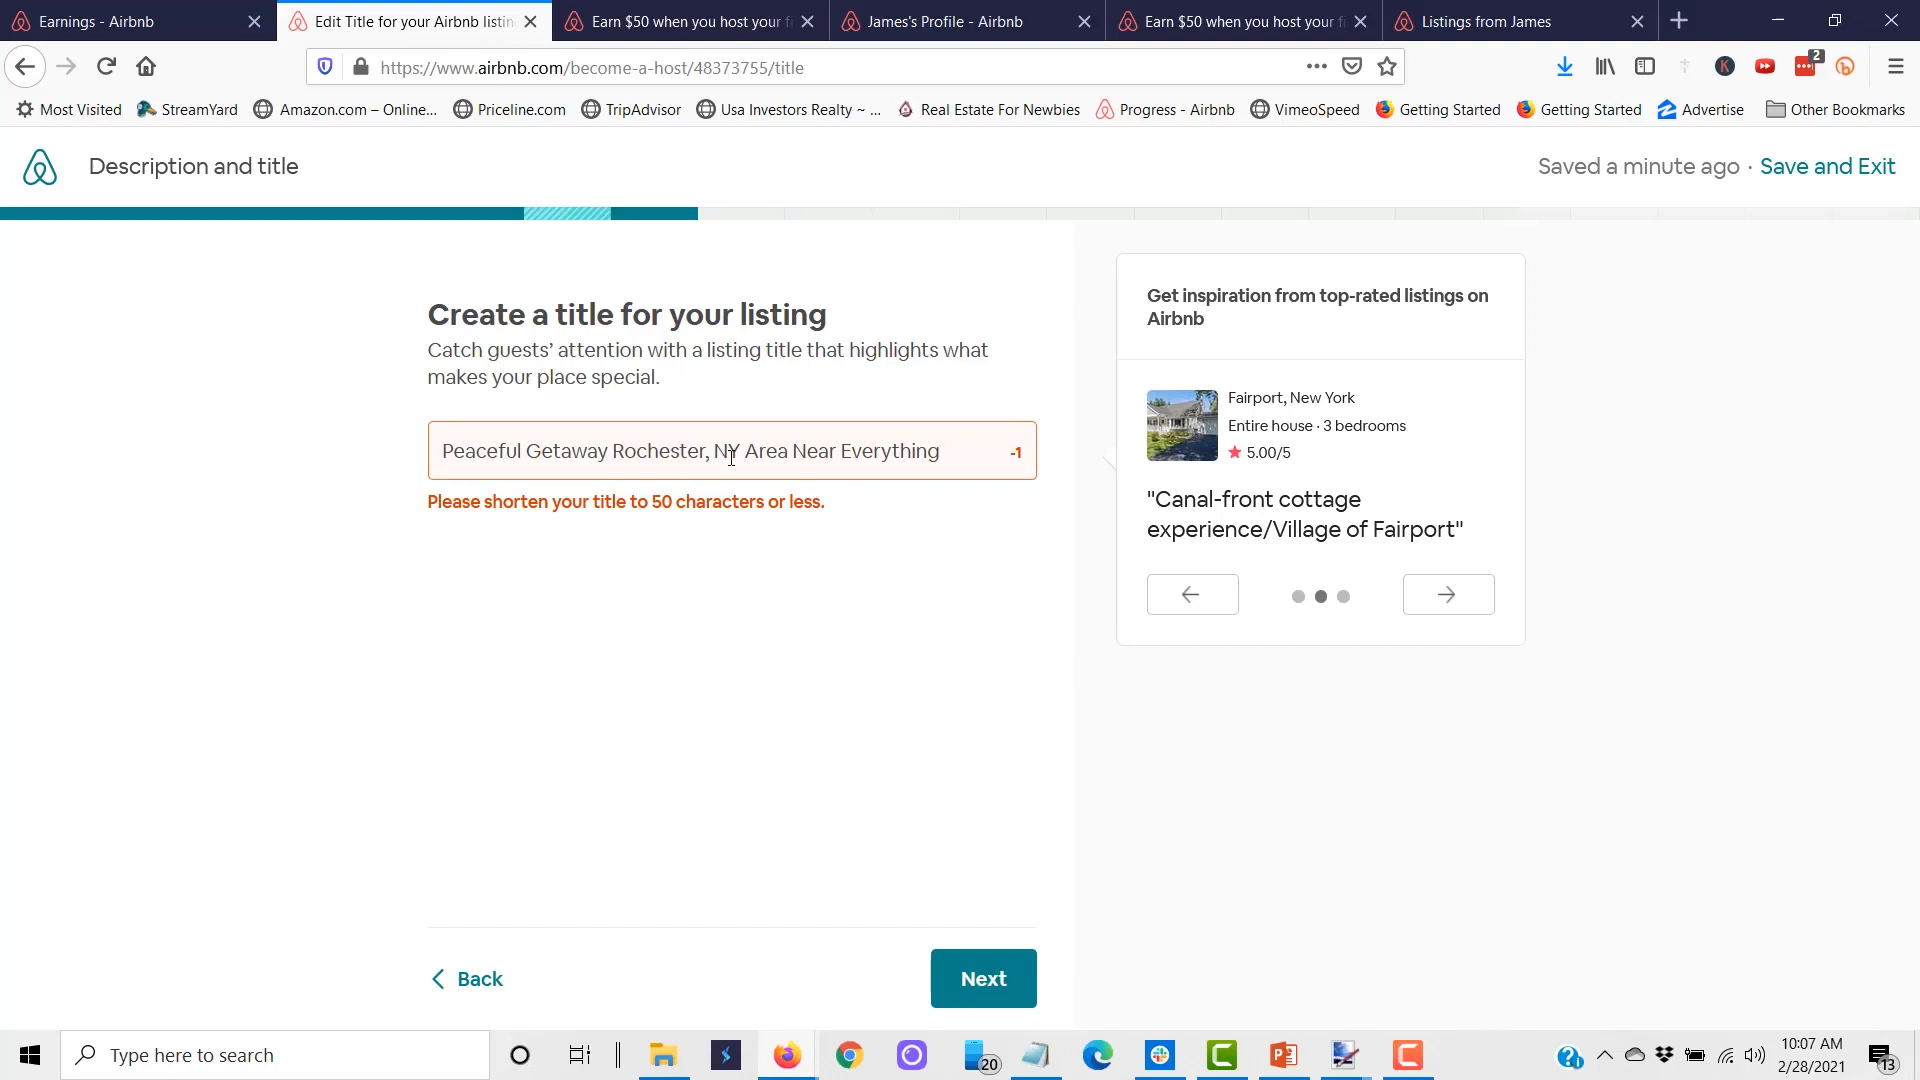 Earnings - Airbnb
Edit Title for your Airbnb listin
Earn $50 when you host your f
James's Profile - Airbnb
Earn $50 when you host your f
Listings from James
https://www.airbnb.com/become-a-host/48373755/title
2
Most Visited
StreamYard
Amazon.com – Online...
Priceline.com
TripAdvisor
Usa Investors Realty ~ ...
Real Estate For Newbies
Progress - Airbnb
VimeoSpeed
Getting Started
Getting Started
Advertise
Other Bookmarks
Description and title
Saved a minute ago · Save and Exit
Create a title for your listing
Catch guests’ attention with a listing title that highlights what
makes your place special.
Peaceful Getaway Rochester, NY Area Near Everything
-1
Please shorten your title to 50 characters or less.
Get inspiration from top-rated listings on
Airbnb
Fairport, New York
Entire house · 3 bedrooms
5.00/5
"Canal-front cottage
experience/Village of Fairport"
Back
Next
Type here to search
20
10:07 AM
2/28/2021
13